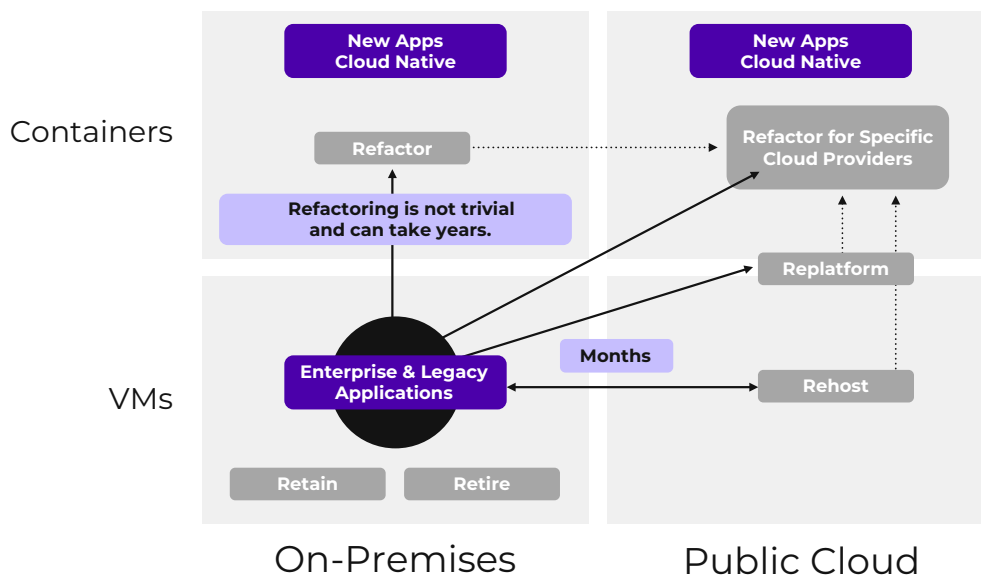 New Apps
Cloud Native
New Apps
Cloud Native
Containers
Refactor
Refactor for Specific
Cloud Providers
Refactoring is not trivial
and can take years.
Replatform
Months
VMs
Enterprise & Legacy
Applications
Rehost
Retain
Retire
On-Premises
Public Cloud